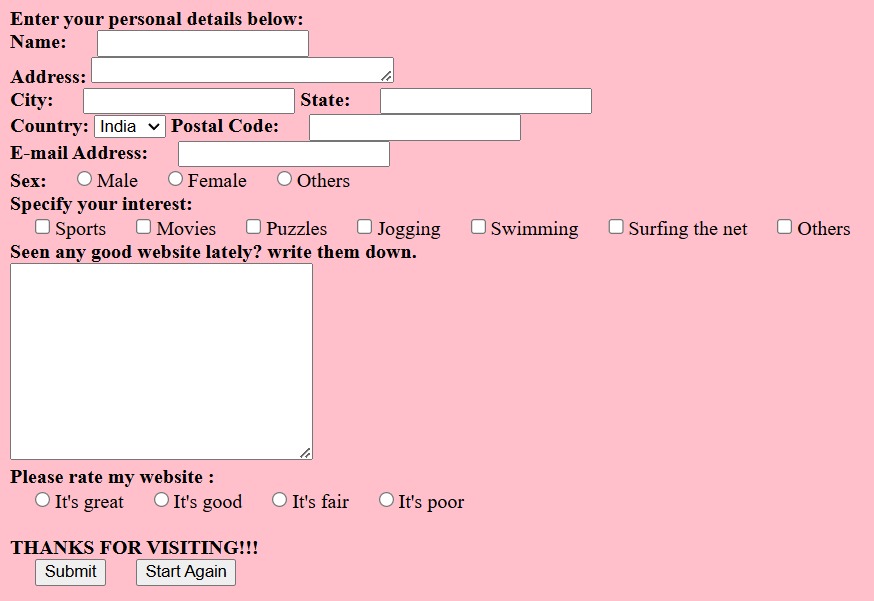 Enter your personal details below:
Name:
Address:
City: State:
Country: India Postal Code:
E-mail Address:
Sex: Male Female Others
Specify your interest:
Sports Movies Puzzles Jogging Swimming Surfing the net Others
Seen any good website lately? write them down.
Please rate my website :
It's great It's good It's fair It's poor
THANKS FOR VISITING!!!
Submit Start Again